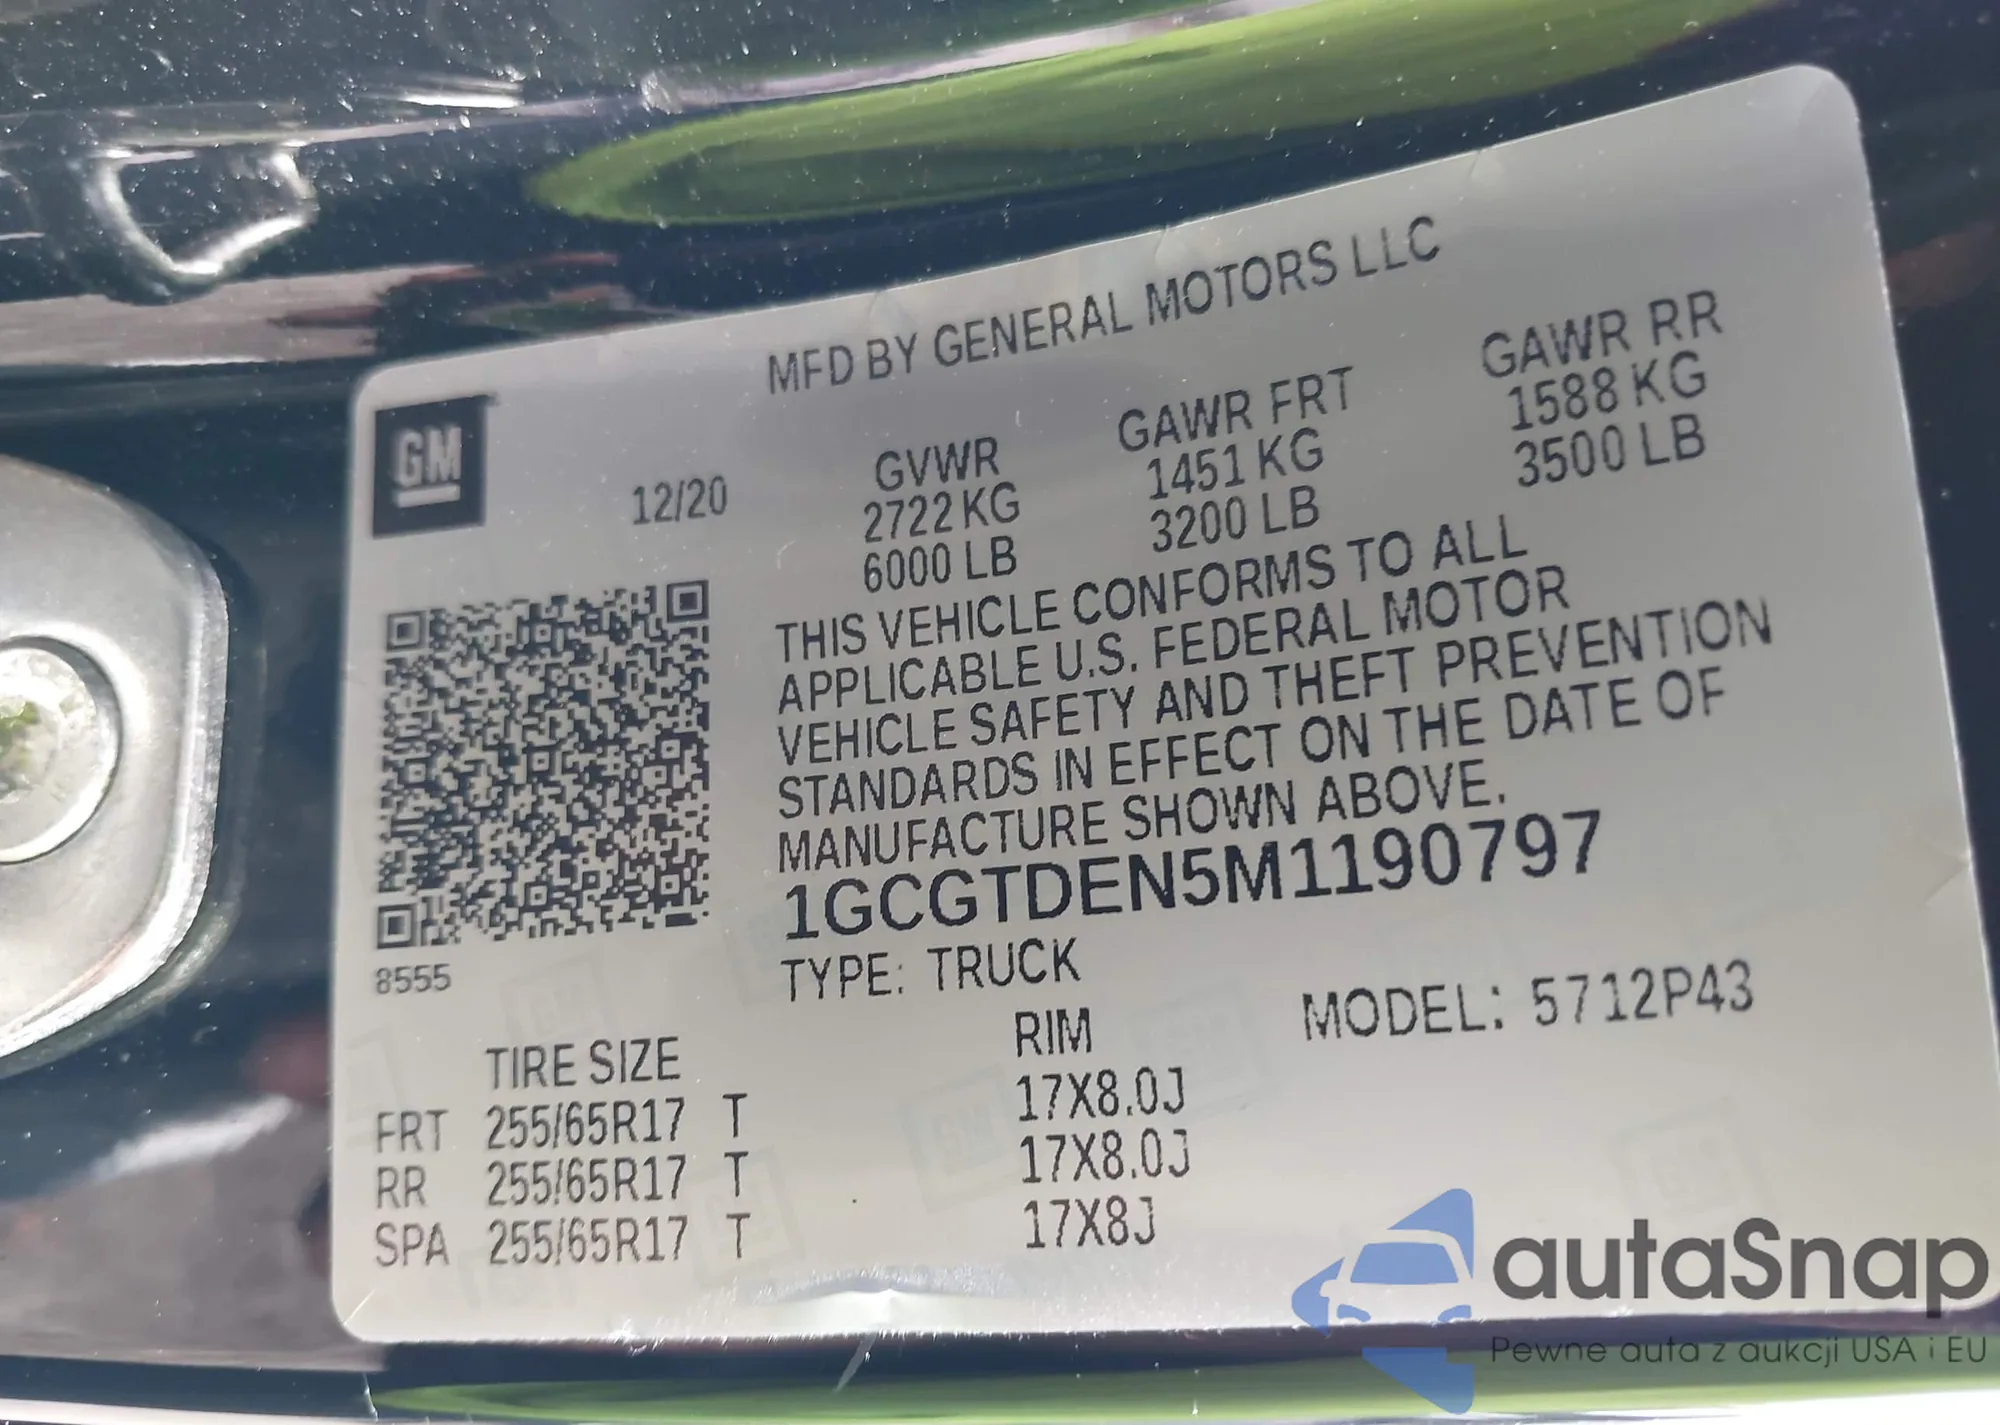 MFD BY GENERAL MOTORS LLC
GM
12/20
GVWR GAWR FRT GAWR RR
2722 KG 1451 KG 1588 KG
6000 LB 3200 LB 3500 LB
THIS VEHICLE CONFORMS TO ALL
APPLICABLE U.S. FEDERAL MOTOR
VEHICLE SAFETY AND THEFT PREVENTION
STANDARDS IN EFFECT ON THE DATE OF
MANUFACTURE SHOWN ABOVE.
1GCGTDEN5M1190797
8555
TYPE: TRUCK MODEL: 5712P43
TIRE SIZE RIM
FRT 255/65R17 T 17X8.0J
RR 255/65R17 T 17X8.0J
SPA 255/65R17 T 17X8J
autaSnap
Pewne auta z aukcji USA i EU